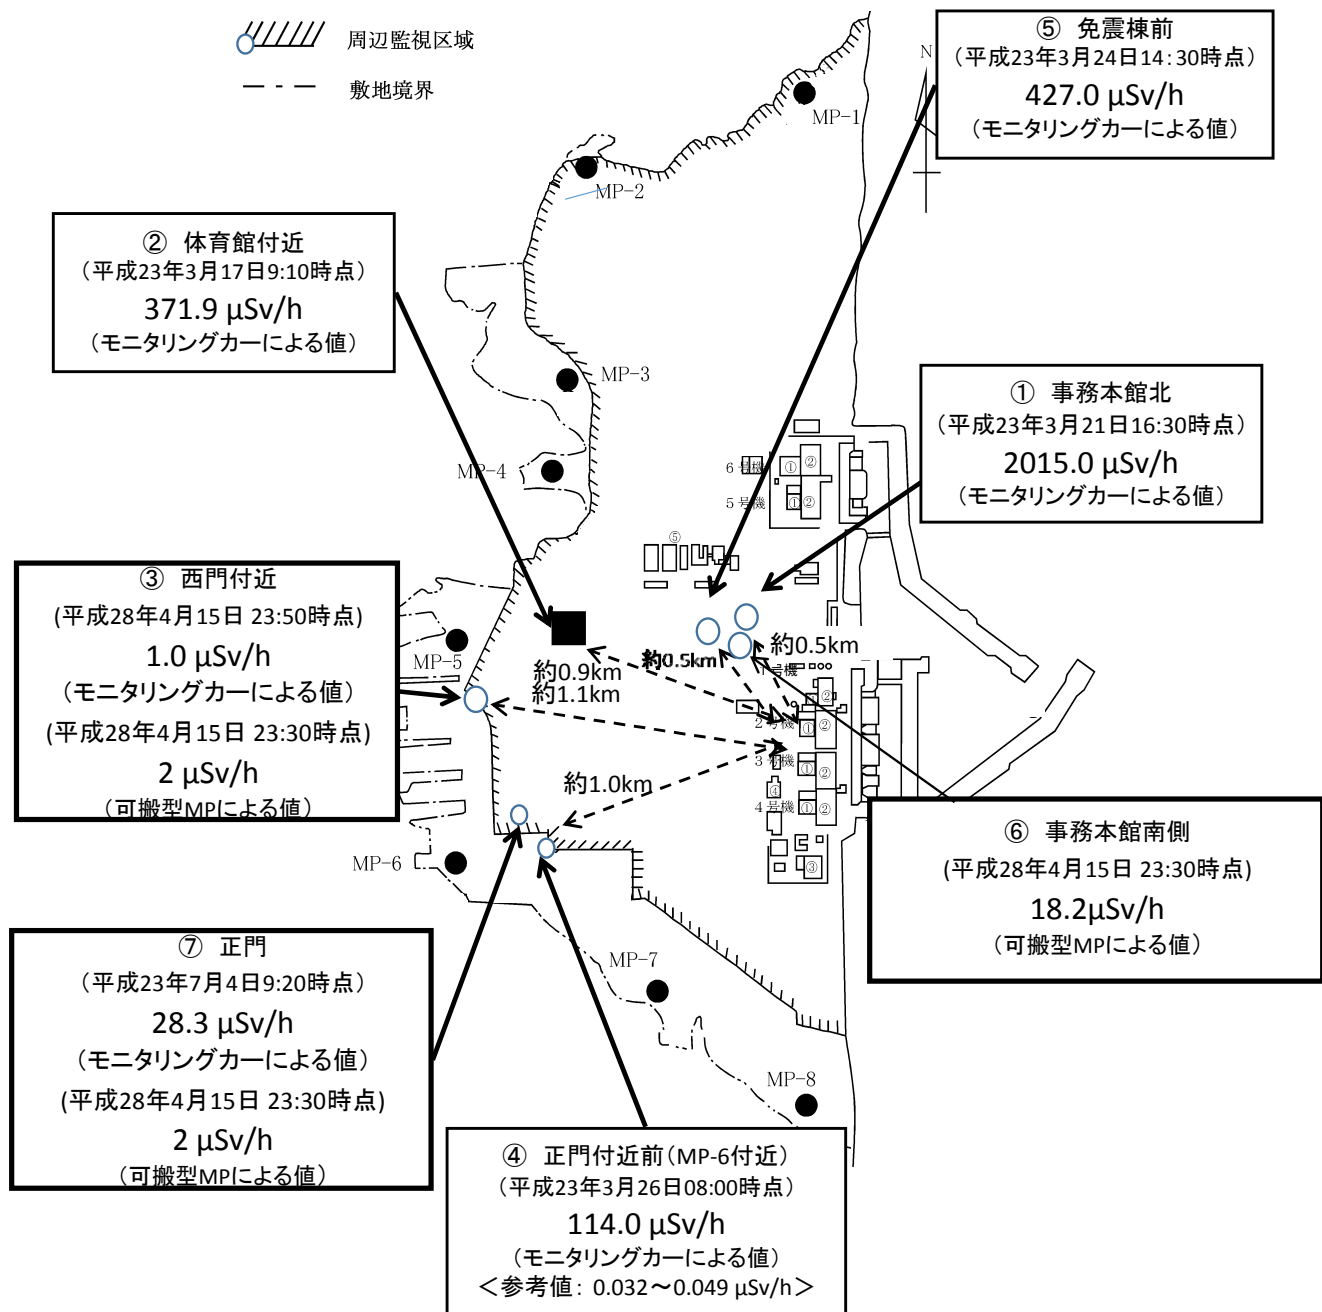 周辺監視区域
敷地境界
⑤ 免震棟前
（平成23年3月24日14：30時点）
427.0 μSv/h
（モニタリングカーによる値）
N
MP-1
MP-2
② 体育館付近
（平成23年3月17日9:10時点）
371.9 μSv/h
（モニタリングカーによる値）
MP-3
MP-4
① 事務本館北
（平成23年3月21日16:30時点）
2015.0 μSv/h
（モニタリングカーによる値）
6号機
①
②
5号機
①
②
⑤
③ 西門付近
(平成28年4月15日 23:50時点)
1.0 μSv/h
（モニタリングカーによる値）
(平成28年4月15日 23:30時点)
2 μSv/h
（可搬型MPによる値）
MP-5
約0.9km
約1.1km
約0.5km
約0.5km
1号機
②
2号機
①
②
3号機
①
②
④
4号機
①
②
③
約1.0km
MP-6
⑥ 事務本館南側
(平成28年4月15日 23:30時点)
18.2μSv/h
（可搬型MPによる値）
⑦ 正門
（平成23年7月4日9:20時点）
28.3 μSv/h
（モニタリングカーによる値）
(平成28年4月15日 23:30時点)
2 μSv/h
（可搬型MPによる値）
MP-7
MP-8
④ 正門付近前（MP-6付近）
（平成23年3月26日08:00時点）
114.0 μSv/h
（モニタリングカーによる値）
＜参考値： 0.032～0.049 μSv/h＞